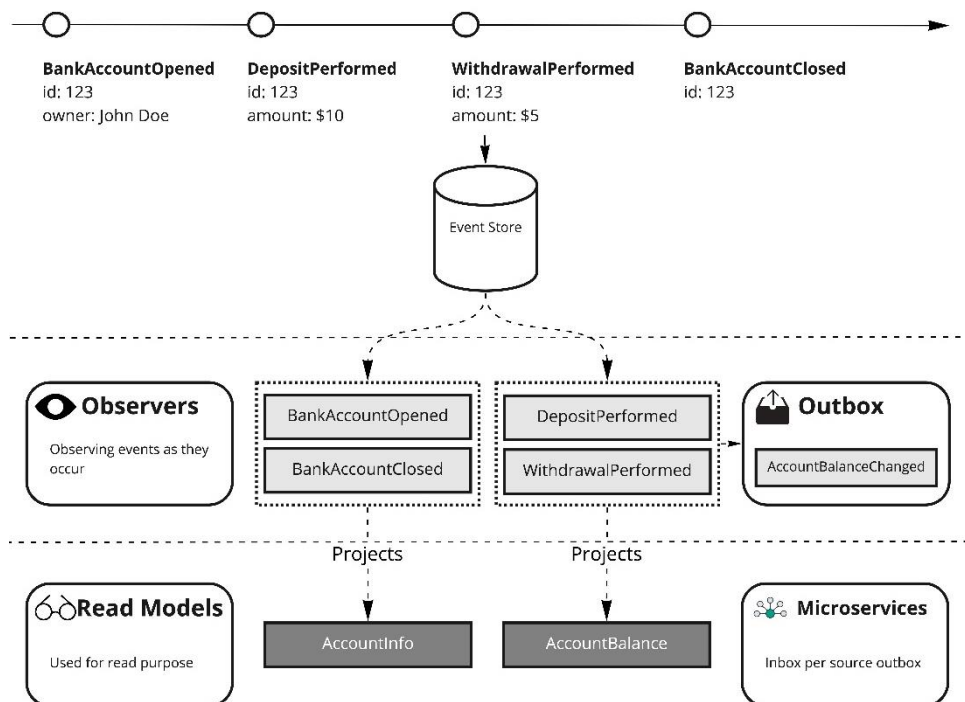 BankAccountOpened
id: 123
owner: John Doe
DepositPerformed
id: 123
amount: $10
WithdrawalPerformed
id: 123
amount: $5
BankAccountClosed
id: 123
Event Store
Observers
Observing events as they
occur
BankAccountOpened
BankAccountClosed
DepositPerformed
WithdrawalPerformed
Outbox
AccountBalanceChanged
Projects
Projects
Read Models
Used for read purpose
AccountInfo
AccountBalance
Microservices
Inbox per source outbox